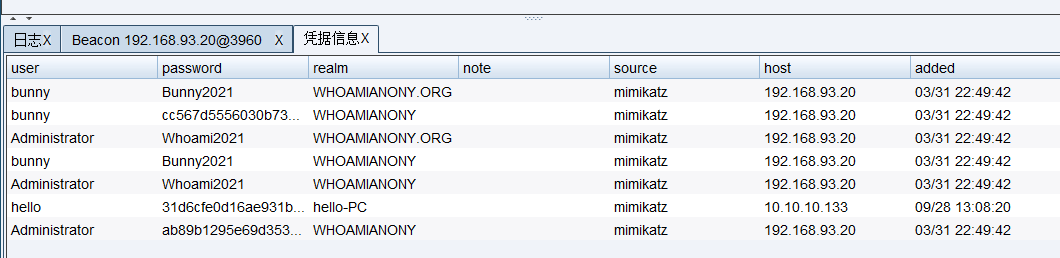 日志X Beacon 192.168.93.20@3960 X 凭据信息X
user password realm note source host added
bunny Bunny2021 WHOAMIANONY.ORG mimikatz 192.168.93.20 03/31 22:49:42
bunny cc567d5556030b73... WHOAMIANONY mimikatz 192.168.93.20 03/31 22:49:42
Administrator Whoami2021 WHOAMIANONY.ORG mimikatz 192.168.93.20 03/31 22:49:42
bunny Bunny2021 WHOAMIANONY mimikatz 192.168.93.20 03/31 22:49:42
Administrator Whoami2021 WHOAMIANONY mimikatz 192.168.93.20 03/31 22:49:42
hello 31d6cfe0d16ae931b... hello-PC mimikatz 10.10.10.133 09/28 13:08:20
Administrator ab89b1295e69d353... WHOAMIANONY mimikatz 192.168.93.20 03/31 22:49:42